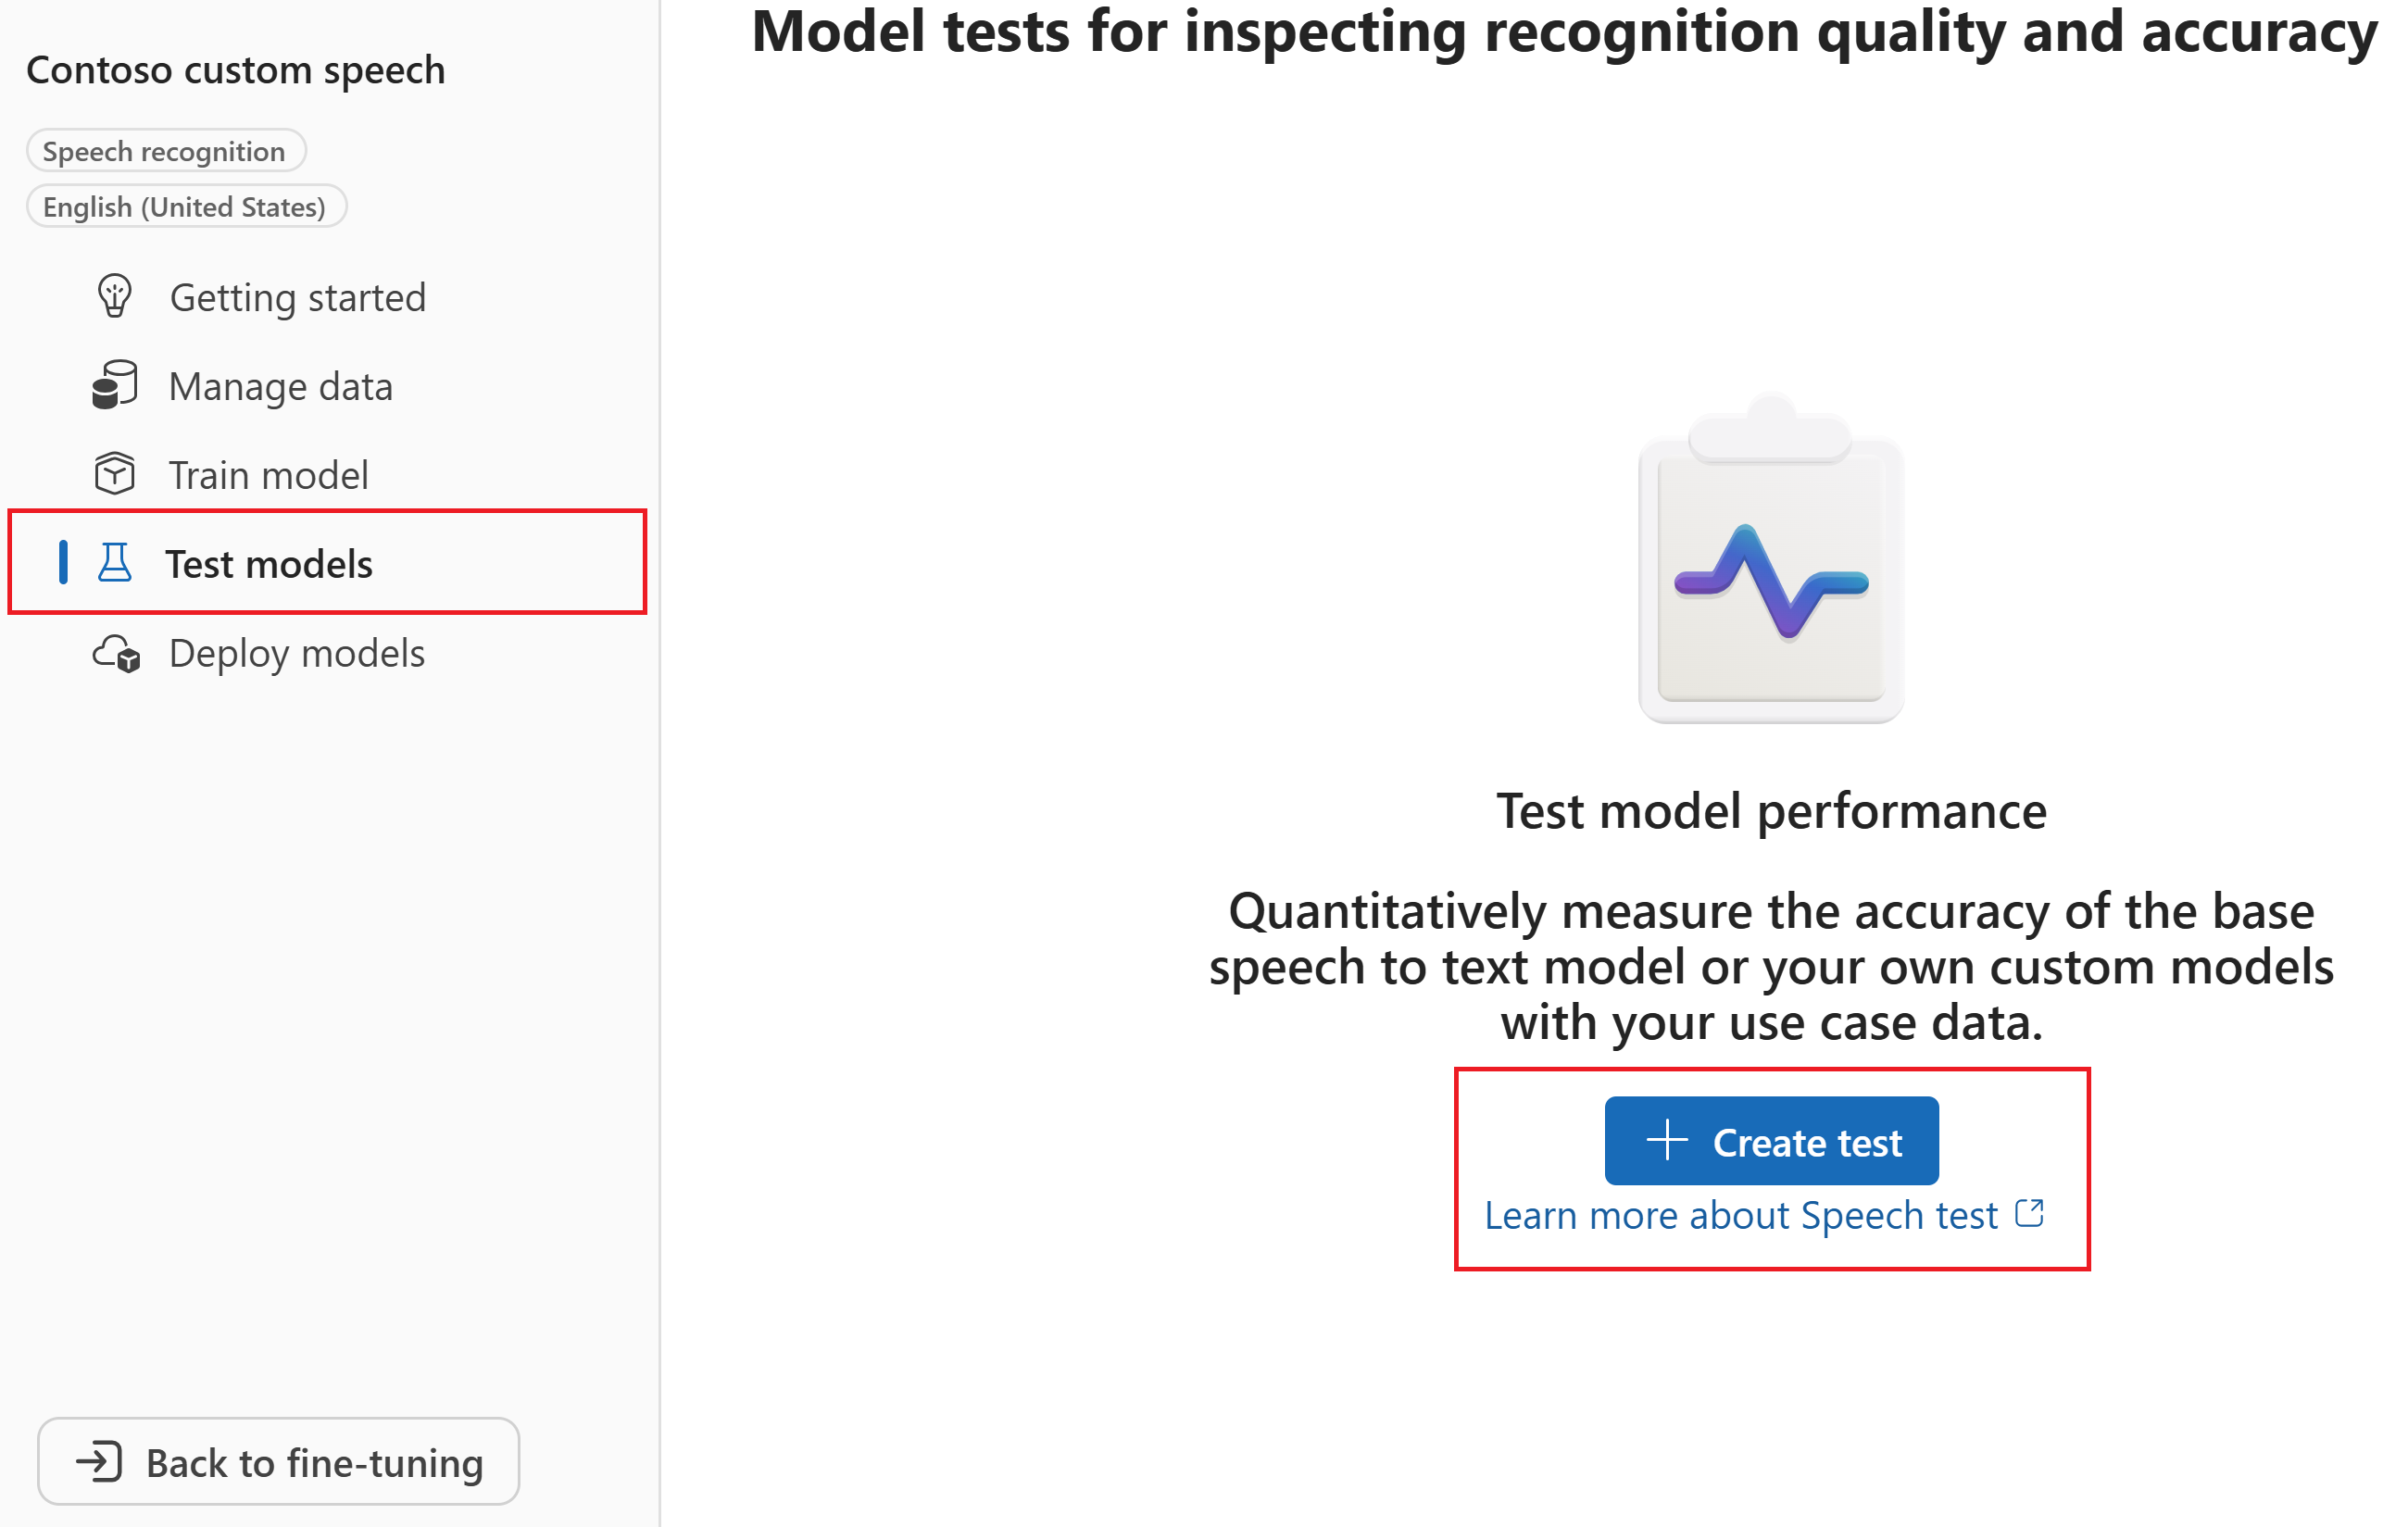 Contoso custom speech
Speech recognition
English (United States)
Getting started
Manage data
Train model
Test models
Deploy models
Back to fine-tuning
Model tests for inspecting recognition quality and accuracy
Test model performance
Quantitatively measure the accuracy of the base
speech to text model or your own custom models
with your use case data.
Create test
Learn more about Speech test